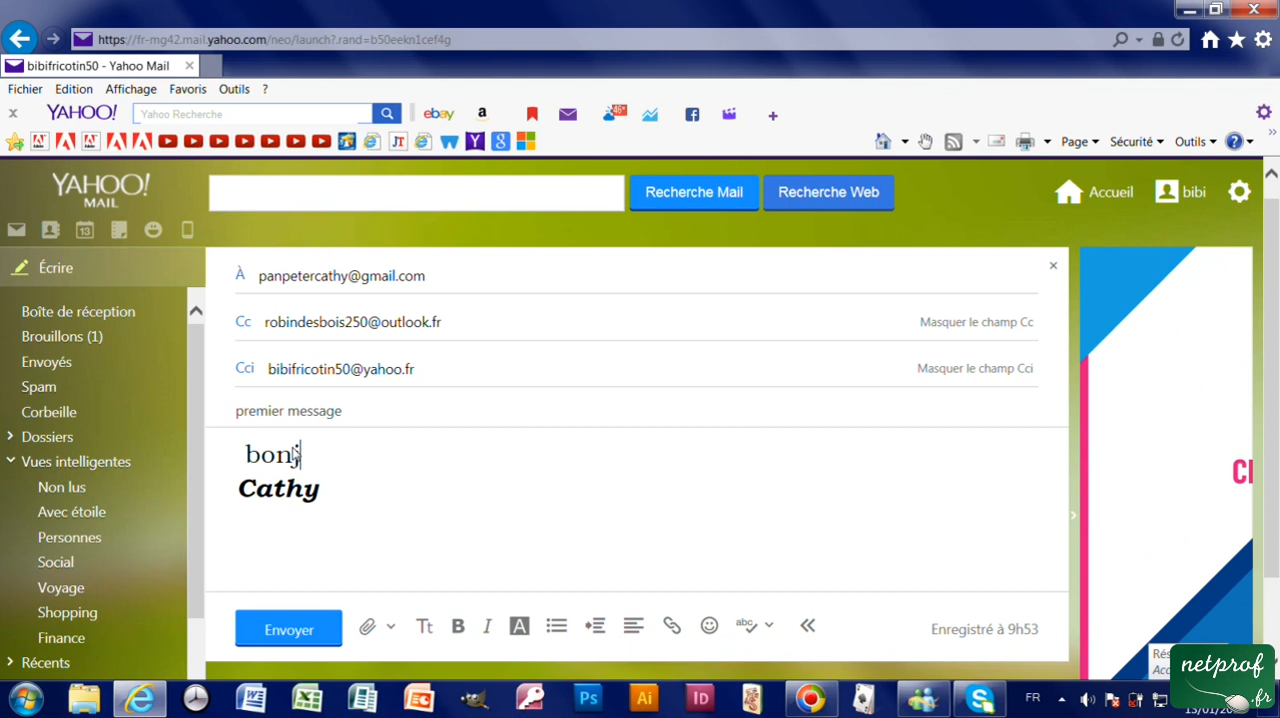 https://fr-mg42.mail.yahoo.com/neo/launch?.rand=b50eekn1cef4g
bibifricotin50 - Yahoo Mail
Fichier Edition Affichage Favoris Outils ?
YAHOO! Yahoo Recherche ebay a 46+
Page Sécurité Outils
YAHOO! MAIL Recherche Mail Recherche Web Accueil bibi
13
Écrire
À panpetercathy@gmail.com
Boîte de réception
Cc robindesbois250@outlook.fr Masquer le champ Cc
Brouillons (1)
Envoyés
Cci bibifricotin50@yahoo.fr Masquer le champ Cci
Spam
Corbeille
premier message
Dossiers
bonj
Vues intelligentes
Non lus
Cathy
Avec étoile
Personnes
Social
Voyage
Shopping
Finance
Envoyer Tt B I A abc Enregistré à 9h53
Récents
netprof
.fr
FR